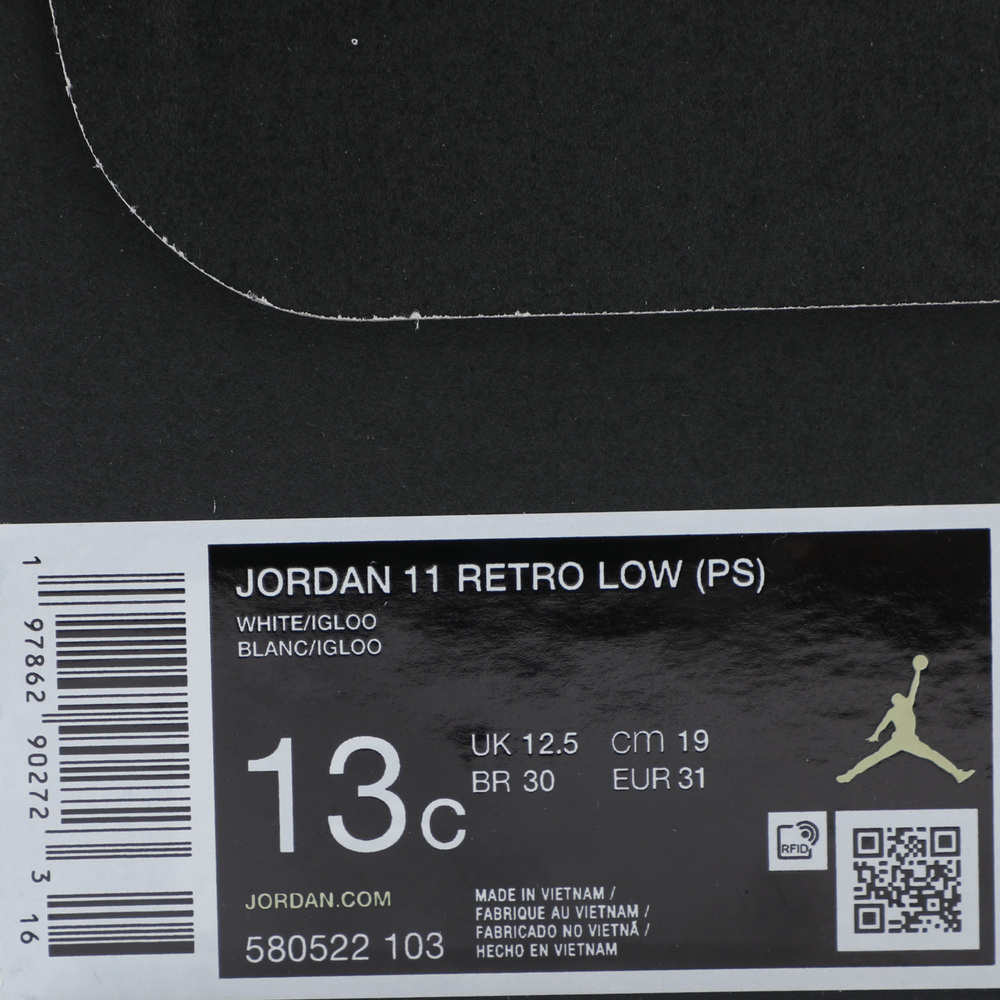 JORDAN 11 RETRO LOW (PS)
WHITE/IGLOO
BLANC/IGLOO
13C
UK 12.5 cm 19
BR 30 EUR 31
RFID
JORDAN.COM
580522 103
MADE IN VIETNAM /
FABRIQUE AU VIETNAM /
FABRICADO NO VIETNÃ /
HECHO EN VIETNAM
1 97862 90272 3 16